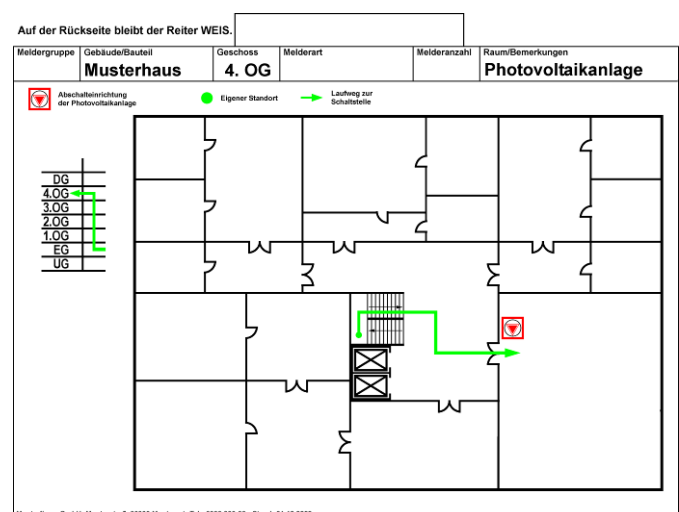 Auf der Rückseite bleibt der Reiter WEIS.
Meldergruppe Gebäude/Bauteil Geschoss Melderart Melderanzahl Raum/Bemerkungen
Musterhaus 4. OG Photovoltaikanlage
Abschalteinrichtung
der Photovoltaikanlage
Eigener Standort
Laufweg zur
Schaltstelle
DG
4.OG
3.OG
2.OG
1.OG
EG
UG